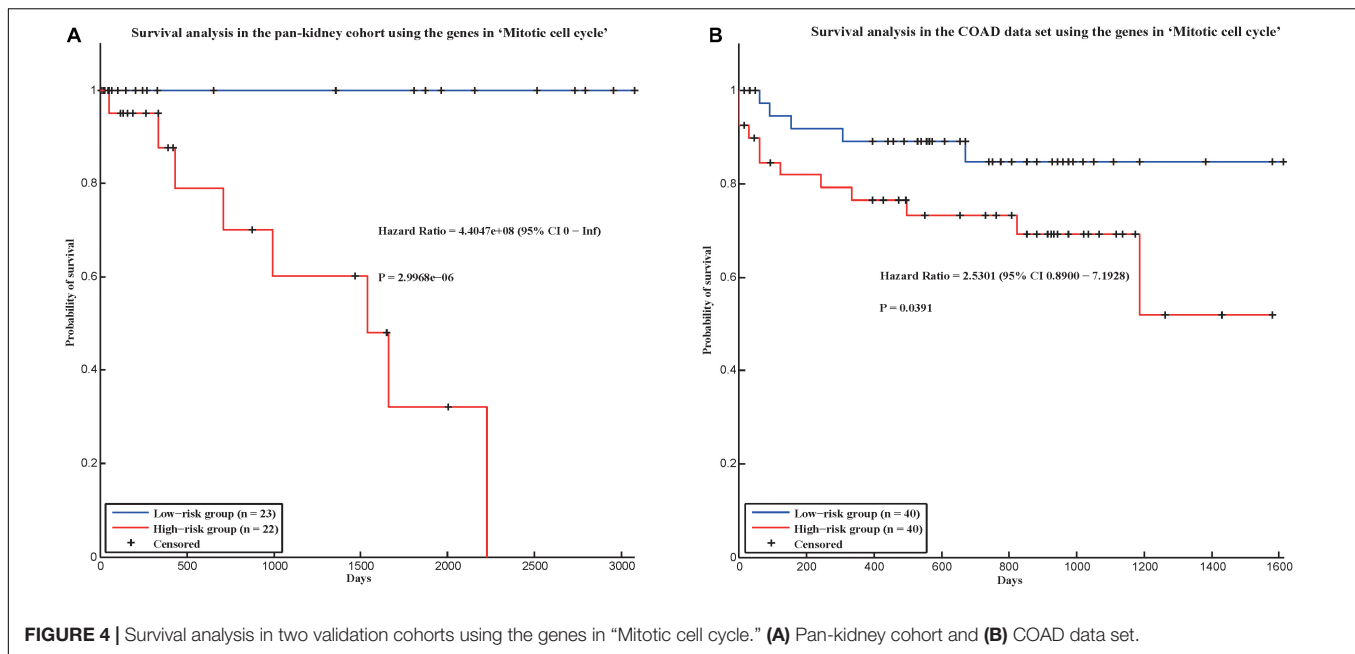 A
Survival analysis in the pan-kidney cohort using the genes in ‘Mitotic cell cycle’
1
0.8
0.6
0.4
0.2
0
Probability of survival
Hazard Ratio = 4.4047e+08 (95% CI 0 − Inf)
P = 2.9968e−06
Low−risk group (n = 23)
High−risk group (n = 22)
Censored
0 500 1000 1500 2000 2500 3000
Days
B
Survival analysis in the COAD data set using the genes in ‘Mitotic cell cycle’
1
0.8
0.6
0.4
0.2
0
Probability of survival
Hazard Ratio = 2.5301 (95% CI 0.8900 − 7.1928)
P = 0.0391
Low−risk group (n = 40)
High−risk group (n = 40)
Censored
0 200 400 600 800 1000 1200 1400 1600
Days
FIGURE 4 | Survival analysis in two validation cohorts using the genes in “Mitotic cell cycle.” (A) Pan-kidney cohort and (B) COAD data set.